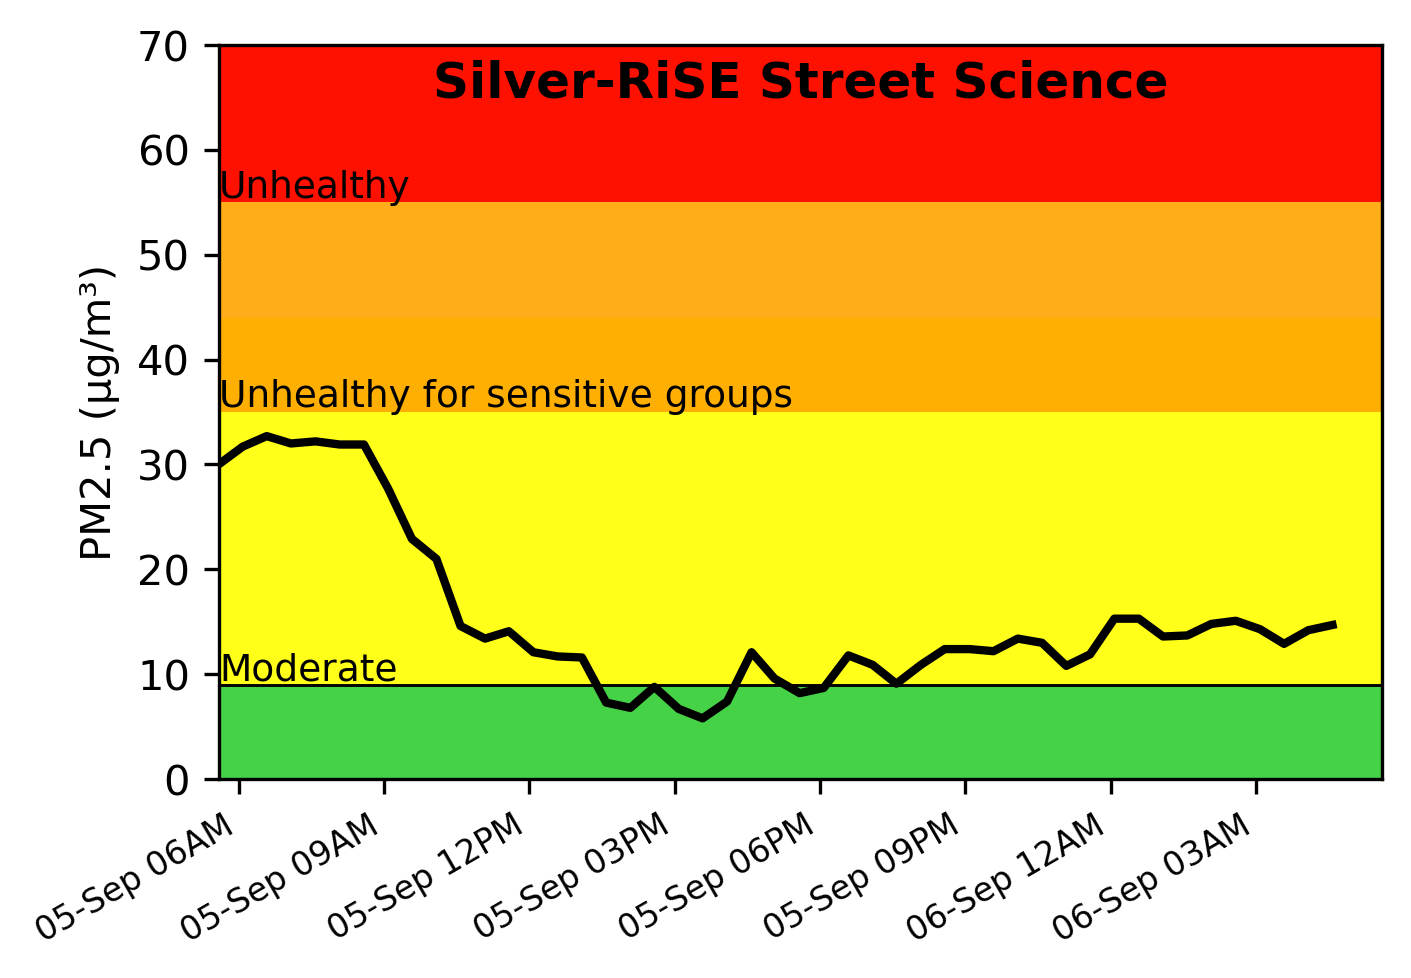 Silver-RiSE Street Science
70
60
50
40
30
20
10
0
PM2.5 (µg/m³)
Unhealthy
Unhealthy for sensitive groups
Moderate
05-Sep 06AM
05-Sep 09AM
05-Sep 12PM
05-Sep 03PM
05-Sep 06PM
05-Sep 09PM
06-Sep 12AM
06-Sep 03AM